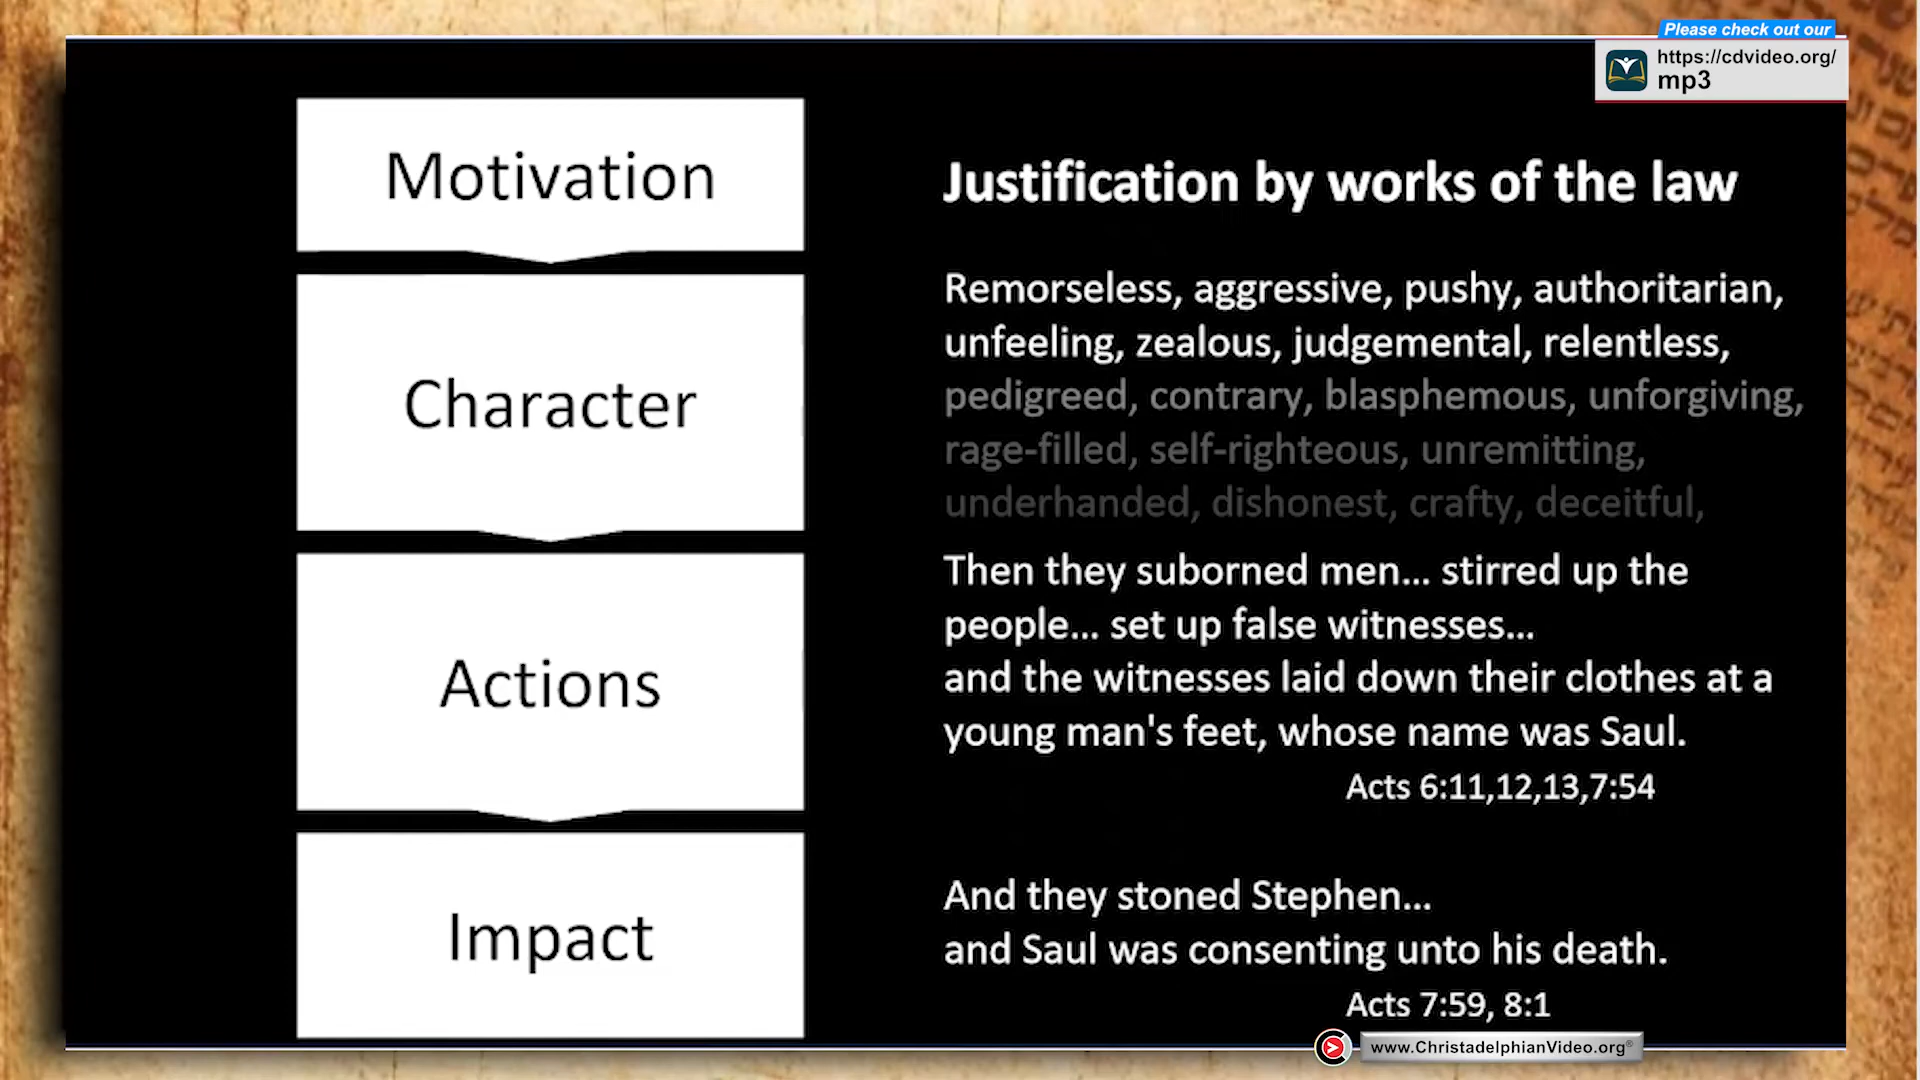 Please check out our
https://cdvideo.org/
mp3
Motivation
Justification by works of the law
Character
Remorseless, aggressive, pushy, authoritarian,
unfeeling, zealous, judgemental, relentless,
pedigreed, contrary, blasphemous, unforgiving,
rage-filled, self-righteous, unremitting,
underhanded, dishonest, crafty, deceitful,
Actions
Then they suborned men... stirred up the
people... set up false witnesses...
and the witnesses laid down their clothes at a
young man's feet, whose name was Saul.
Acts 6:11,12,13,7:54
Impact
And they stoned Stephen...
and Saul was consenting unto his death.
Acts 7:59, 8:1
www.ChristadelphianVideo.org®